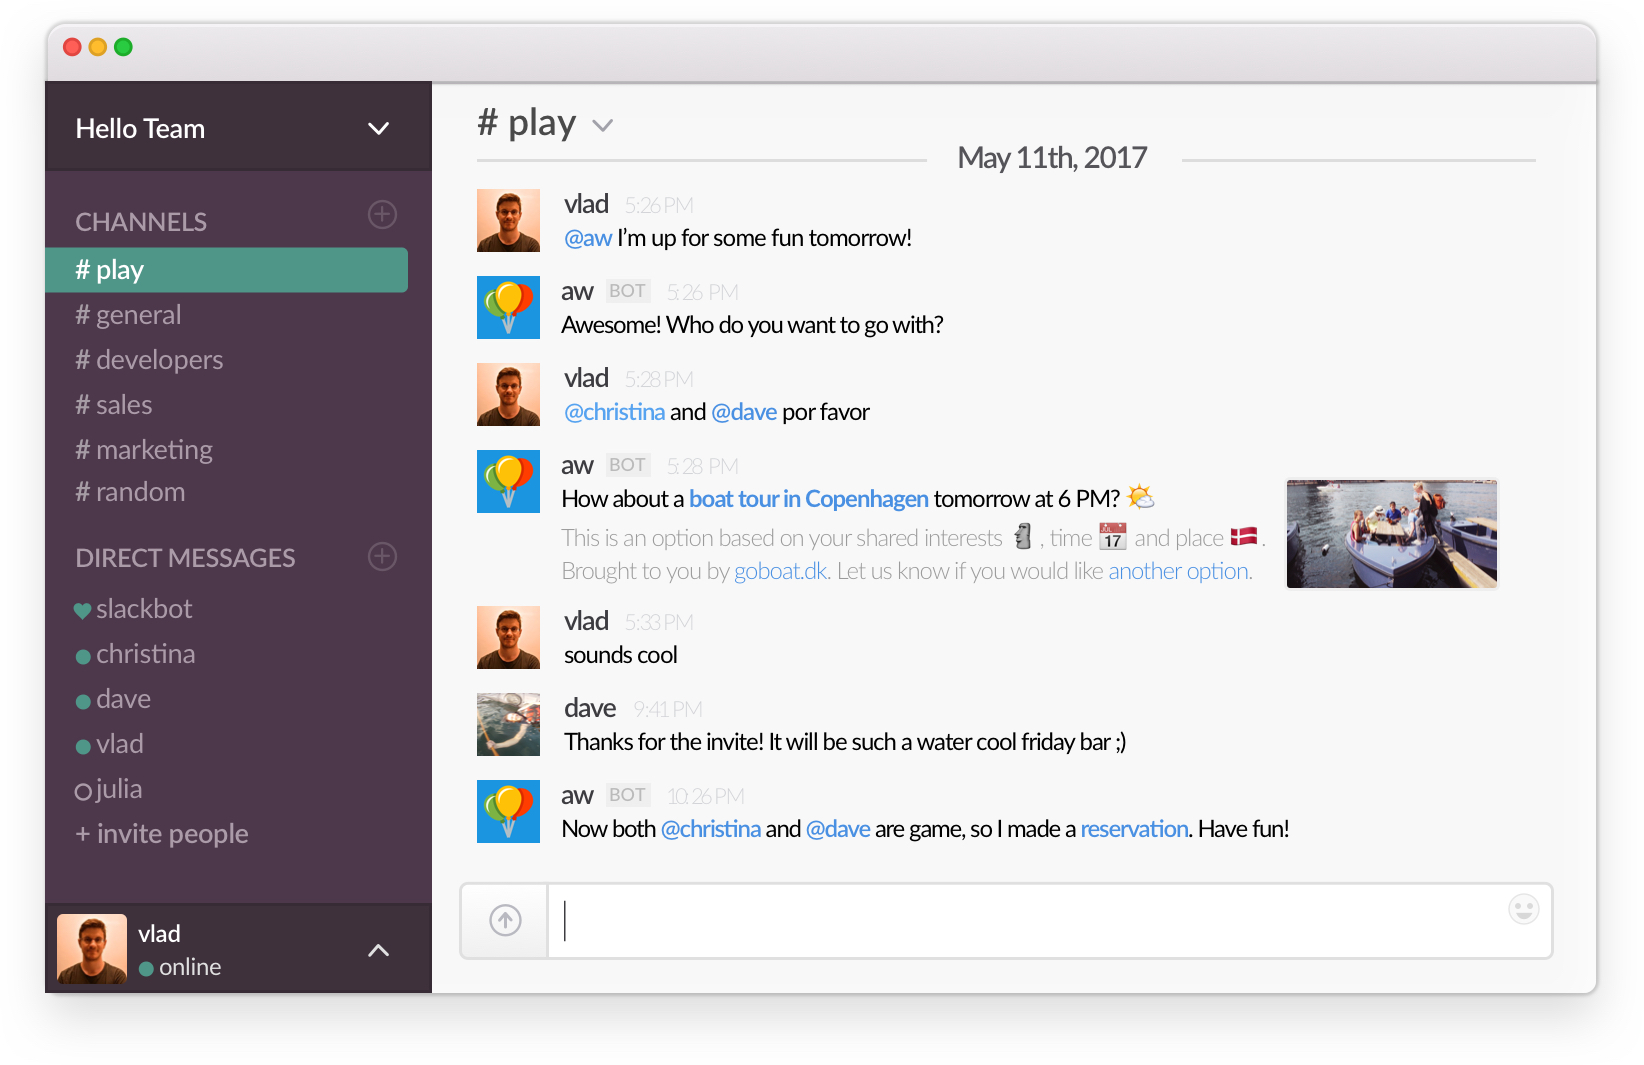 Hello Team
CHANNELS
# play
# general
# developers
# sales
# marketing
# random
DIRECT MESSAGES
slackbot
christina
dave
vlad
julia
+ invite people
vlad
online
# play
May 11th, 2017
vlad 5:26 PM
@aw I’m up for some fun tomorrow!
aw BOT 5:26 PM
Awesome! Who do you want to go with?
vlad 5:28 PM
@christina and @dave por favor
aw BOT 5:28 PM
How about a boat tour in Copenhagen tomorrow at 6 PM? 🌤
This is an option based on your shared interests 🗿 , time 📅 JUL 17 and place 🇩🇰 .
Brought to you by goboat.dk. Let us know if you would like another option.
vlad 5:33 PM
sounds cool
dave 9:41 PM
Thanks for the invite! It will be such a water cool friday bar ;)
aw BOT 10:26 PM
Now both @christina and @dave are game, so I made a reservation. Have fun!